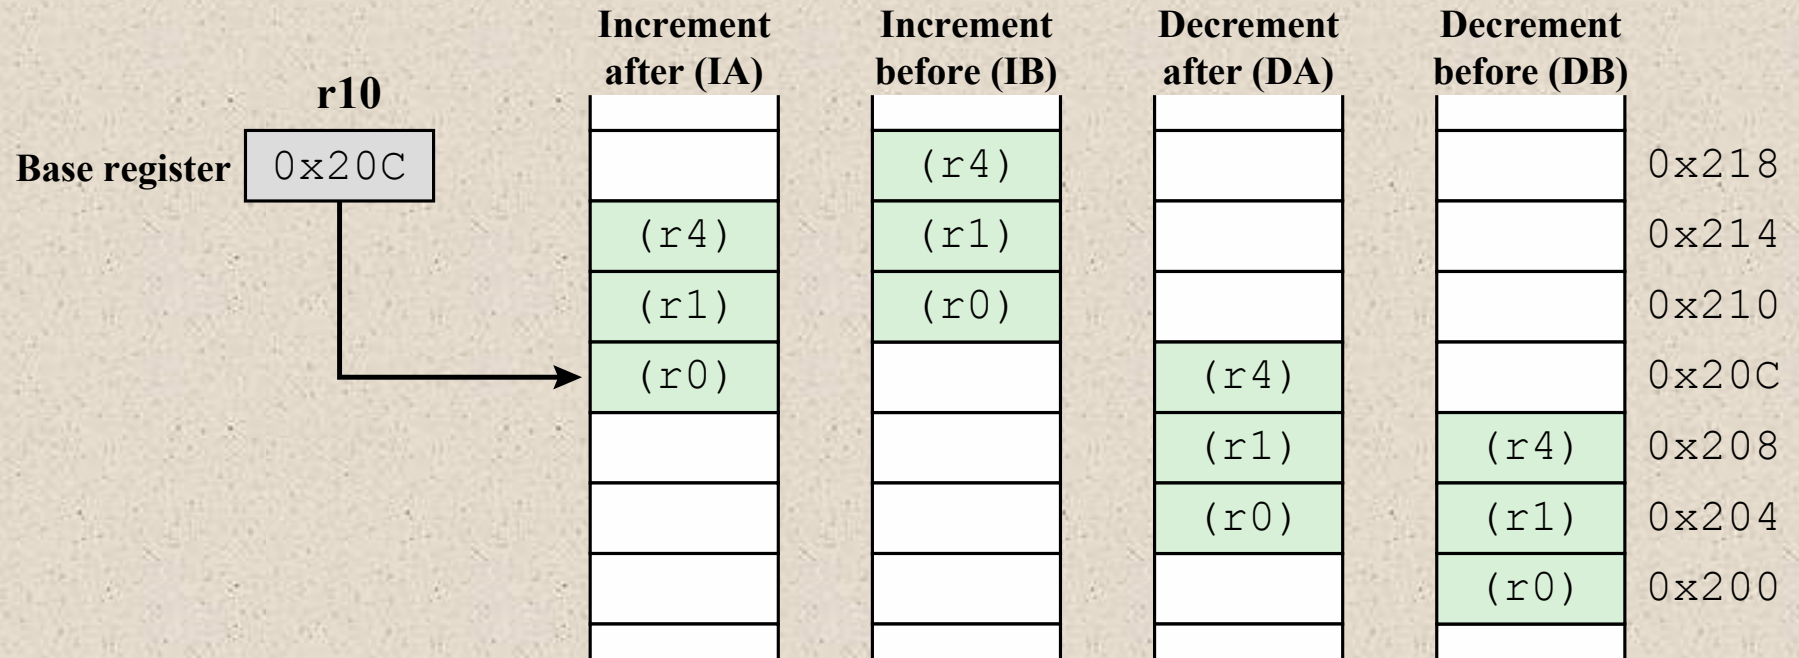 Increment Increment Decrement Decrement
after (IA) before (IB) after (DA) before (DB)
r10
Base register 0x20C (r4) 0x218
(r4) (r1) 0x214
(r1) (r0) 0x210
(r0) (r4) 0x20C
(r1) (r4) 0x208
(r0) (r1) 0x204
(r0) 0x200